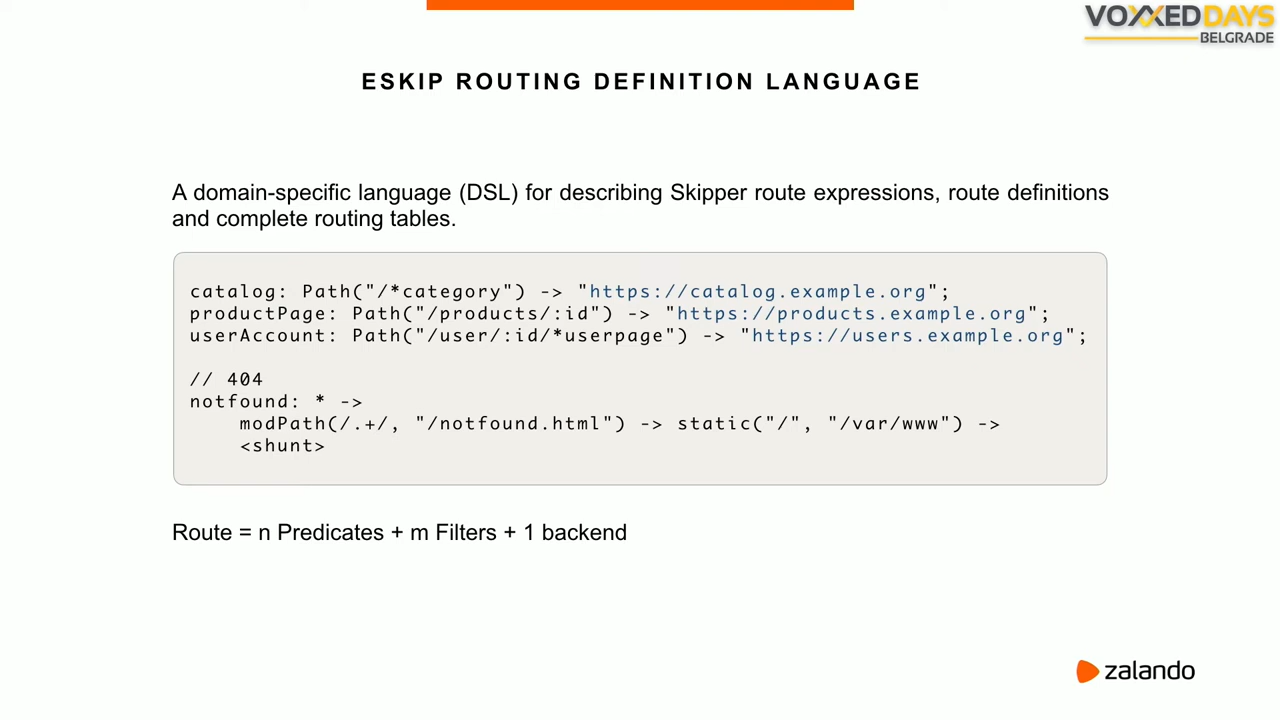 VOXXED DAYS
BELGRADE
ESKIP ROUTING DEFINITION LANGUAGE
A domain-specific language (DSL) for describing Skipper route expressions, route definitions
and complete routing tables.
catalog: Path("/*category") -> "https://catalog.example.org";
productPage: Path("/products/:id") -> "https://products.example.org";
userAccount: Path("/user/:id/*userpage") -> "https://users.example.org";
// 404
notfound: * ->
modPath(/.+/, "/notfound.html") -> static("/", "/var/www") ->
<shunt>
Route = n Predicates + m Filters + 1 backend
zalando